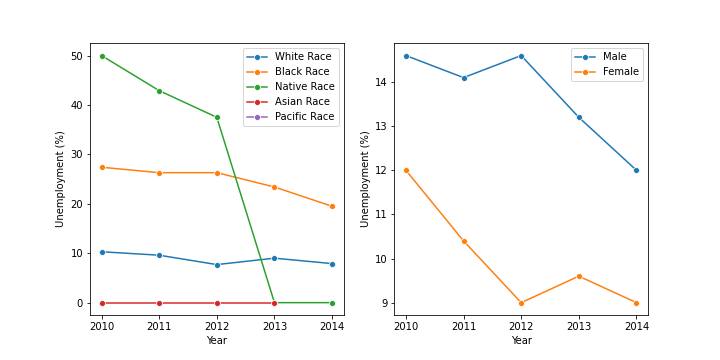 50
40
30
20
10
0
2010 2011 2012 2013 2014
Year
Unemployment (%)
White Race
Black Race
Native Race
Asian Race
Pacific Race
14
13
12
11
10
9
2010 2011 2012 2013 2014
Year
Unemployment (%)
Male
Female